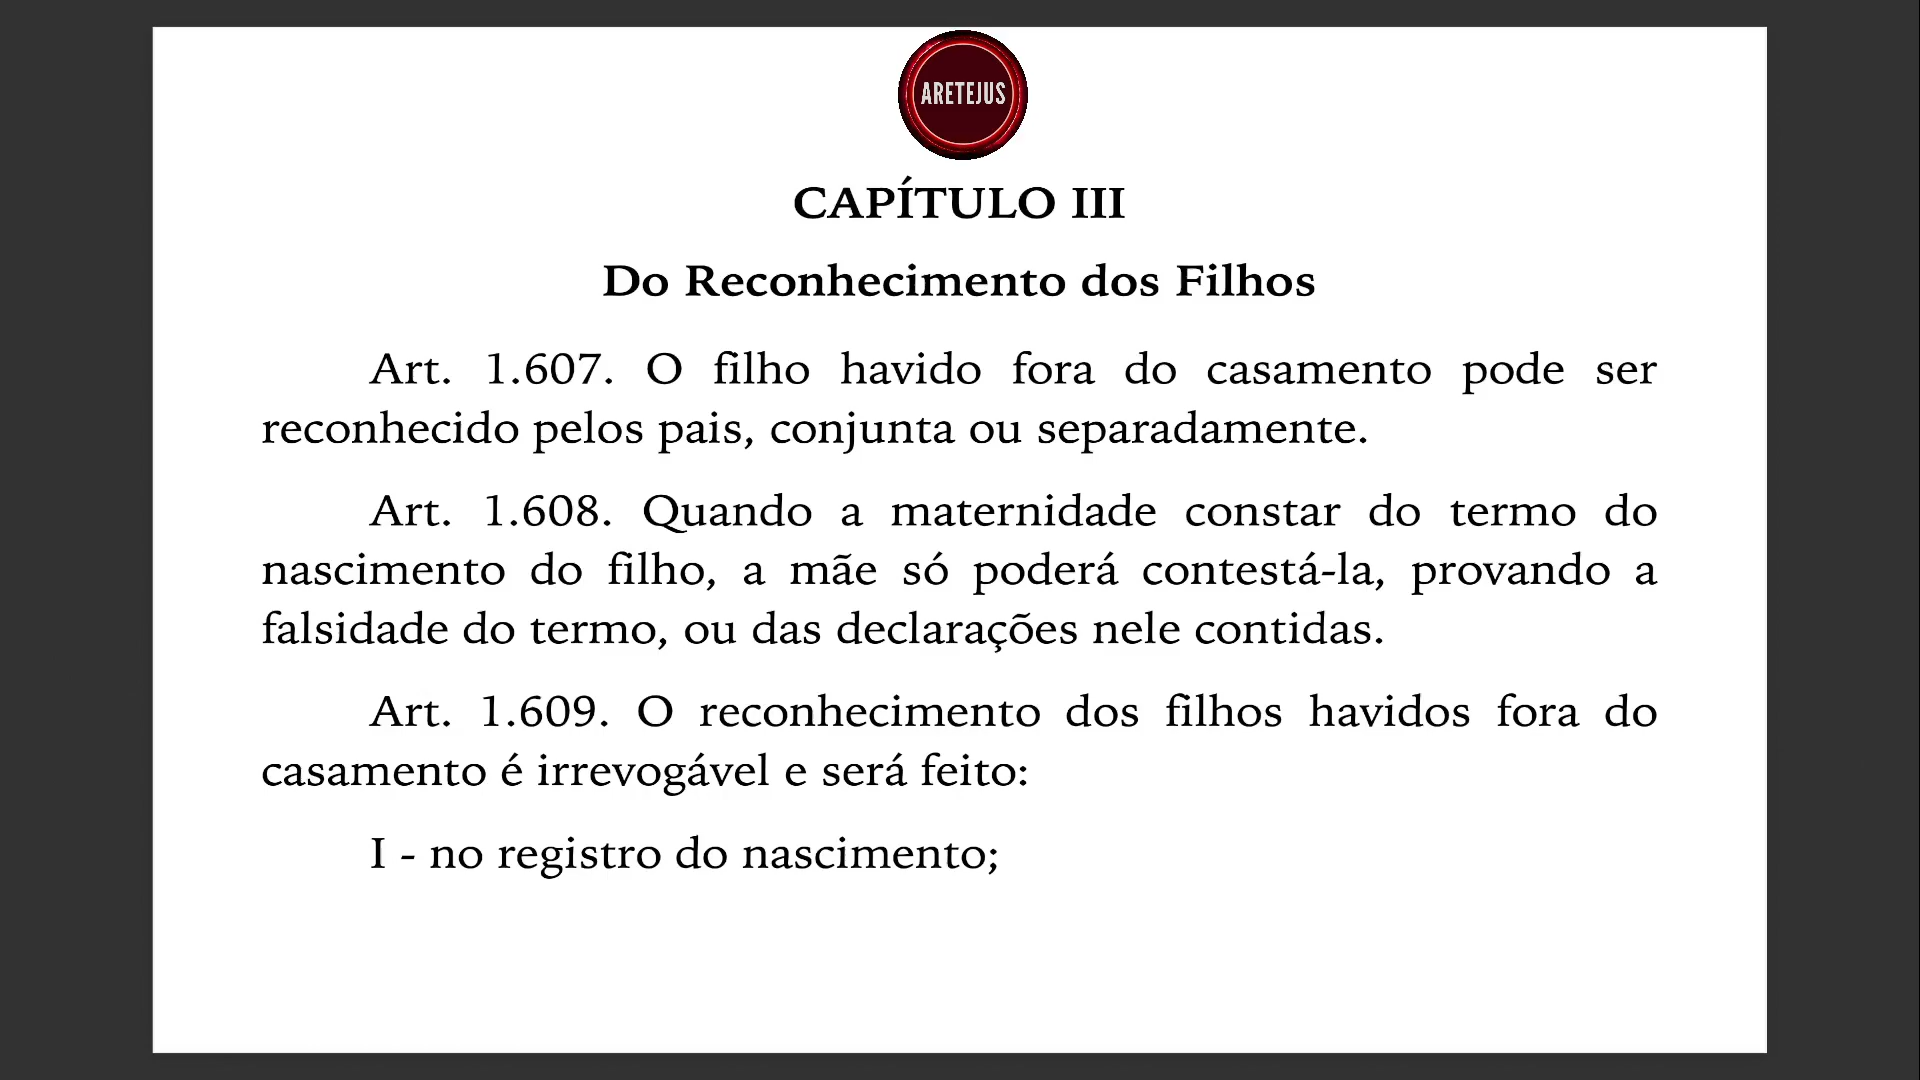 ARETEJUS
CAPÍTULO III
Do Reconhecimento dos Filhos
Art. 1.607. O filho havido fora do casamento pode ser
reconhecido pelos pais, conjunta ou separadamente.
Art. 1.608. Quando a maternidade constar do termo do
nascimento do filho, a mãe só poderá contestá-la, provando a
falsidade do termo, ou das declarações nele contidas.
Art. 1.609. O reconhecimento dos filhos havidos fora do
casamento é irrevogável e será feito:
I - no registro do nascimento;